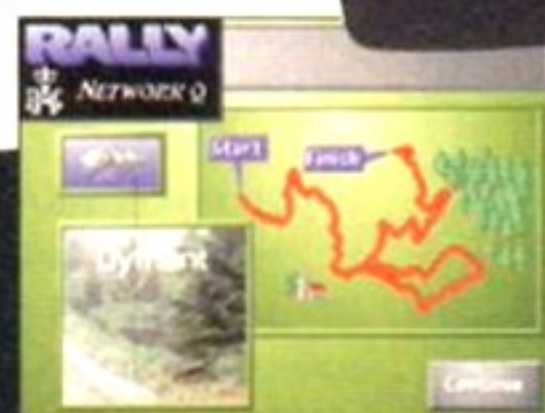 RALLY
NETWORK Q
Start
Finish
Dyfnant
Continue